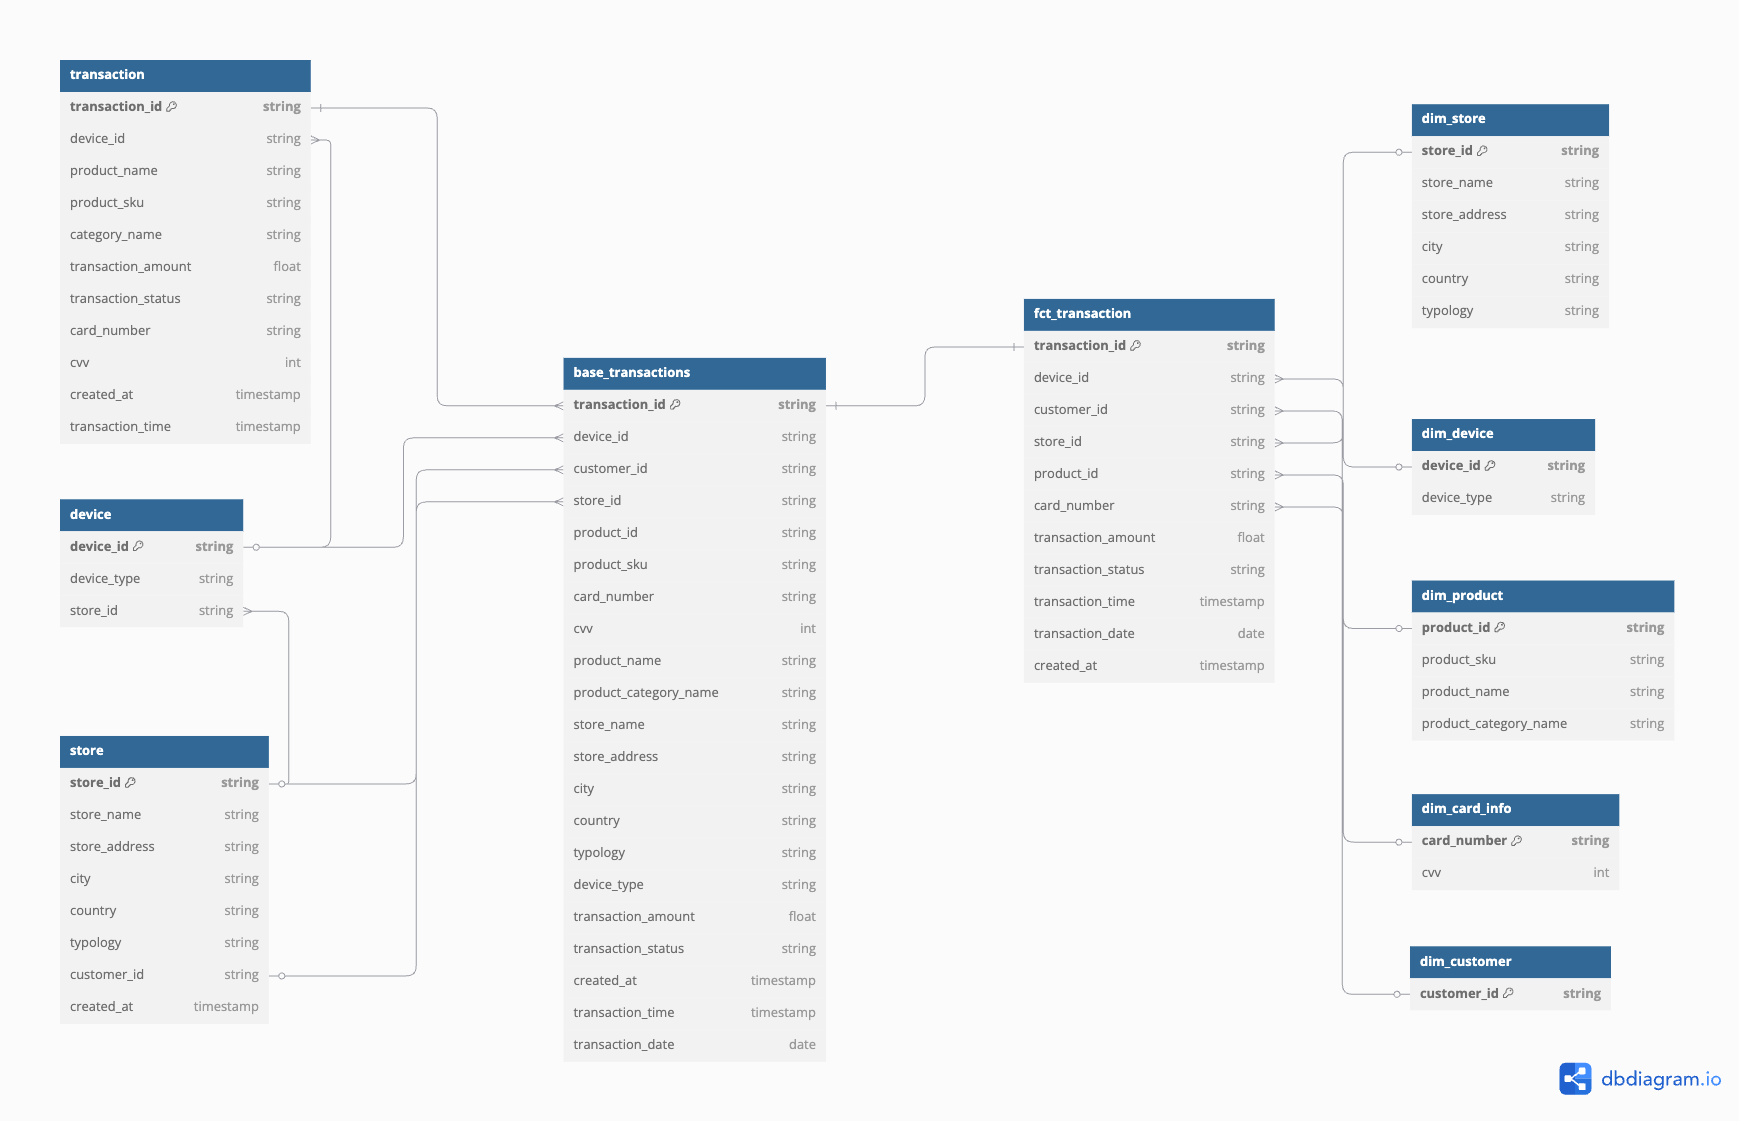 transaction
transaction_id string
device_id string
product_name string
product_sku string
category_name string
transaction_amount float
transaction_status string
card_number string
cvv int
created_at timestamp
transaction_time timestamp
device
device_id string
device_type string
store_id string
store
store_id string
store_name string
store_address string
city string
country string
typology string
customer_id string
created_at timestamp
base_transactions
transaction_id string
device_id string
customer_id string
store_id string
product_id string
product_sku string
card_number string
cvv int
product_name string
product_category_name string
store_name string
store_address string
city string
country string
typology string
device_type string
transaction_amount float
transaction_status string
created_at timestamp
transaction_time timestamp
transaction_date date
fct_transaction
transaction_id string
device_id string
customer_id string
store_id string
product_id string
card_number string
transaction_amount float
transaction_status string
transaction_time timestamp
transaction_date date
created_at timestamp
dim_store
store_id string
store_name string
store_address string
city string
country string
typology string
dim_device
device_id string
device_type string
dim_product
product_id string
product_sku string
product_name string
product_category_name string
dim_card_info
card_number string
cvv int
dim_customer
customer_id string
dbdiagram.io